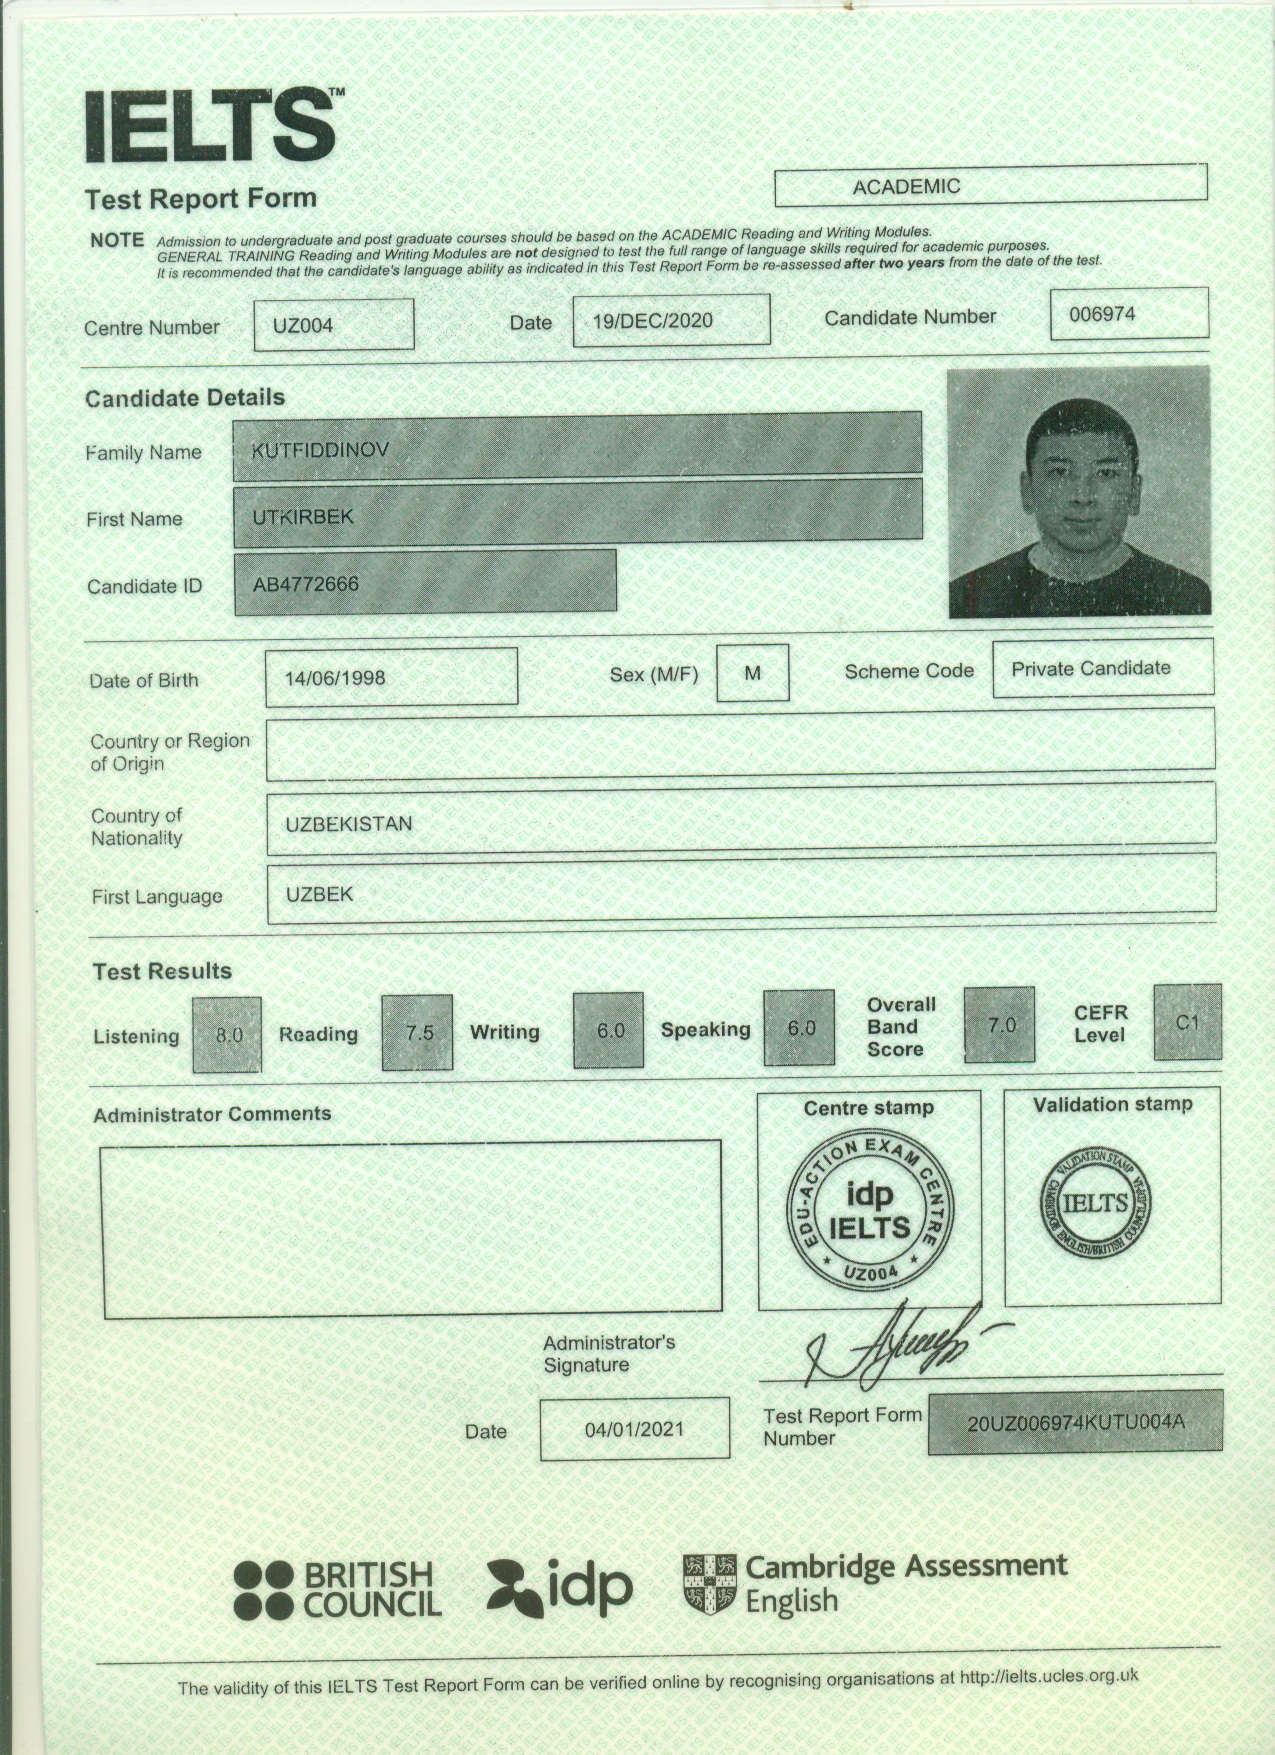 IELTS™
Test Report Form
ACADEMIC
NOTE Admission to undergraduate and post graduate courses should be based on the ACADEMIC Reading and Writing Modules.
GENERAL TRAINING Reading and Writing Modules are not designed to test the full range of language skills required for academic purposes.
It is recommended that the candidate's language ability as indicated in this Test Report Form be re-assessed after two years from the date of the test.
Centre Number UZ004 Date 19/DEC/2020 Candidate Number 006974
Candidate Details
Family Name KUTFIDDINOV
First Name UTKIRBEK
Candidate ID AB4772666
Date of Birth 14/06/1998 Sex (M/F) M Scheme Code Private Candidate
Country or Region
of Origin
Country of
Nationality
UZBEKISTAN
First Language UZBEK
Test Results
Listening 8.0 Reading 7.5 Writing 6.0 Speaking 6.0
Overall
Band
Score
7.0
CEFR
Level
C1
Administrator Comments
Centre stamp
EDU-ACTION EXAM CENTRE
idp
IELTS
UZ004
Validation stamp
VALIDATION STAMP
IELTS
Administrator's
Signature
Date 04/01/2021
Test Report Form
Number
20UZ006974KUTU004A
BRITISH
COUNCIL
idp
Cambridge Assessment
English
The validity of this IELTS Test Report Form can be verified online by recognising organisations at http://ielts.ucles.org.uk